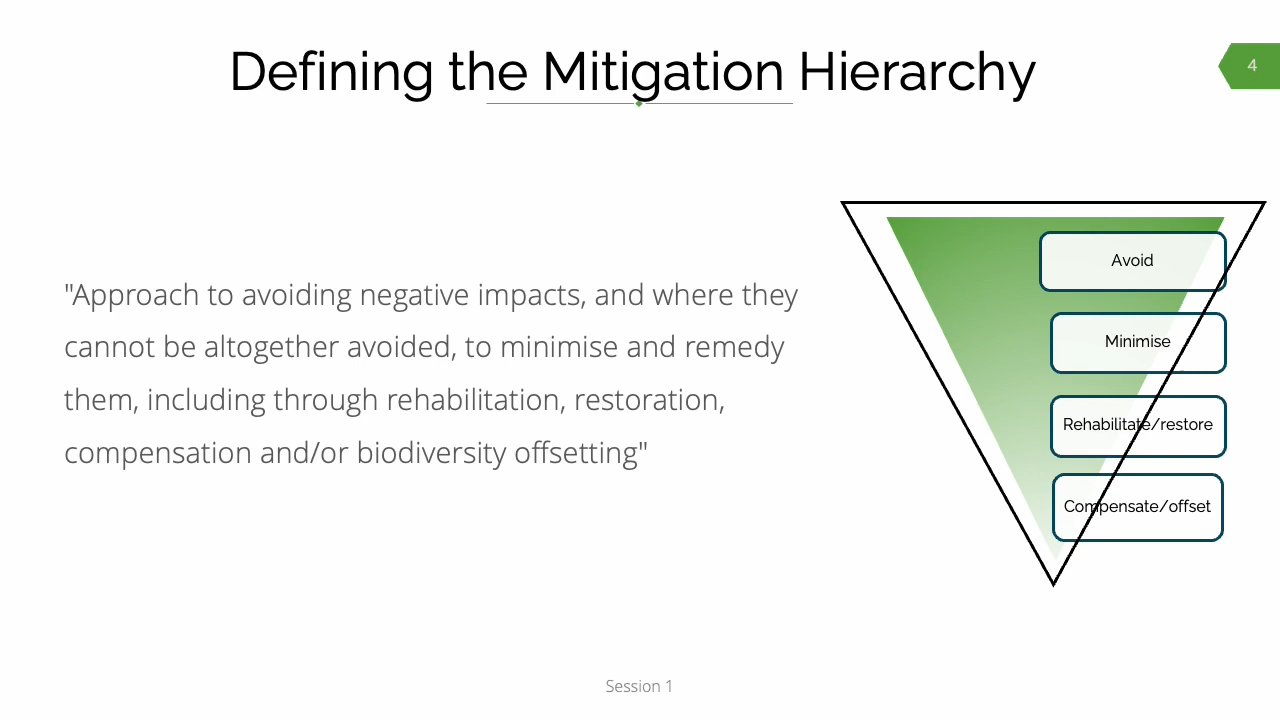 Defining the Mitigation Hierarchy
4
"Approach to avoiding negative impacts, and where they
cannot be altogether avoided, to minimise and remedy
them, including through rehabilitation, restoration,
compensation and/or biodiversity offsetting"
Avoid
Minimise
Rehabilitate/restore
Compensate/offset
Session 1